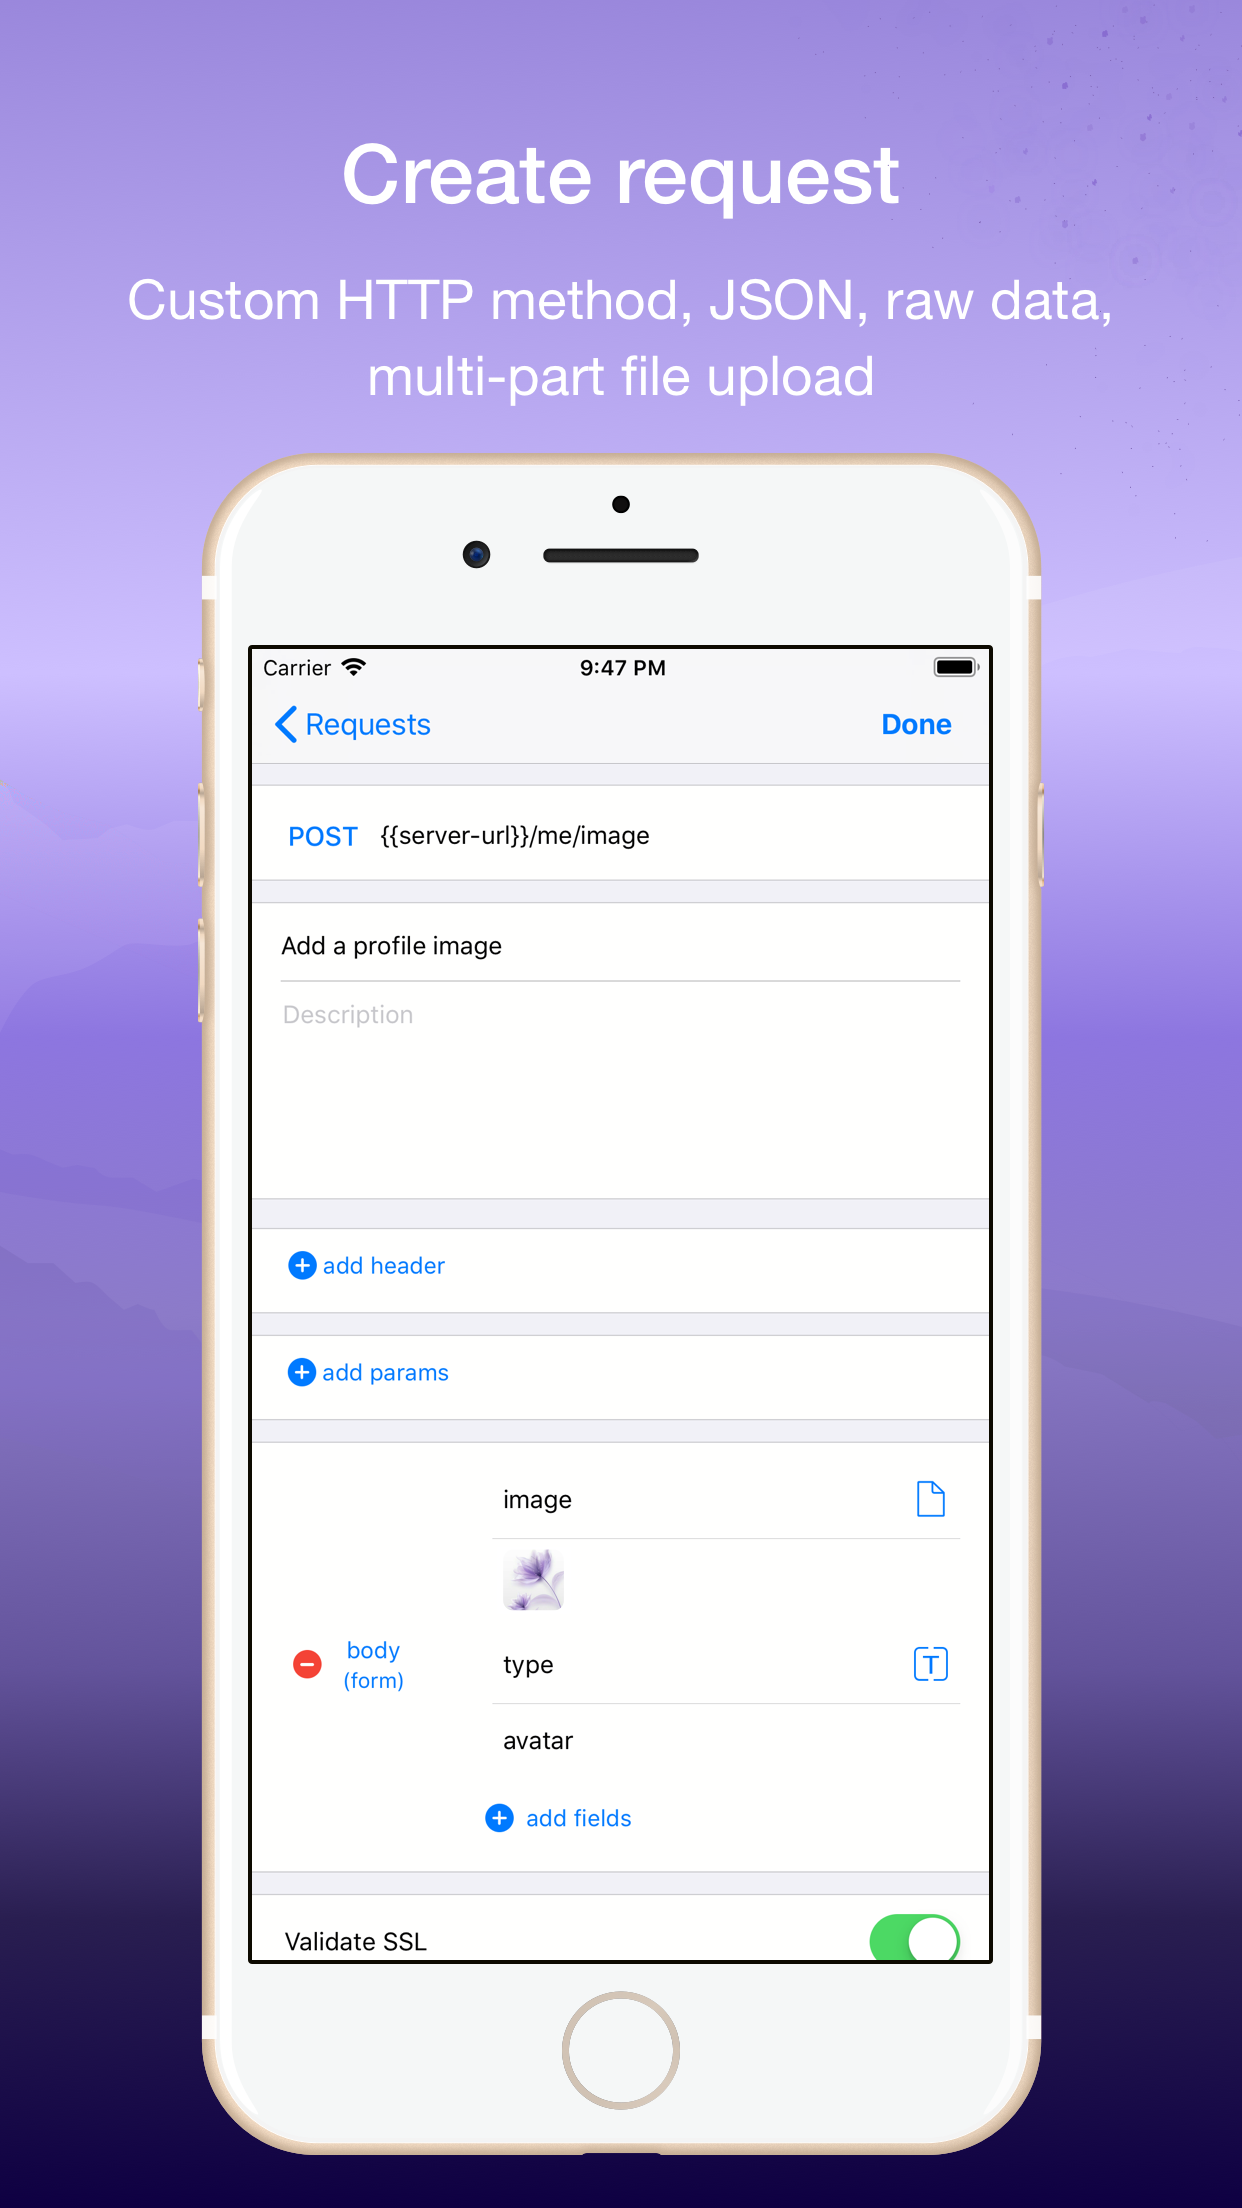 Create request
Custom HTTP method, JSON, raw data,
multi-part file upload
Carrier 9:47 PM
Requests Done
POST {{server-url}}/me/image
Add a profile image
Description
add header
add params
image
body
(form)
type
T
avatar
add fields
Validate SSL